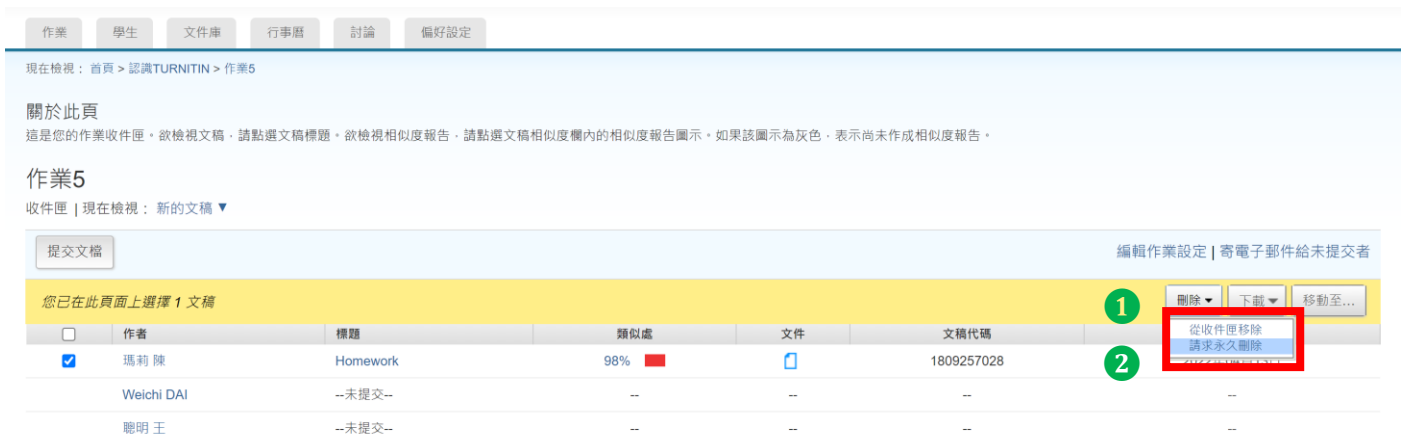 作業 學生 文件庫 行事曆 討論 偏好設定
現在檢視： 首頁 > 認識TURNITIN > 作業5
關於此頁
這是您的作業收件匣。欲檢視文稿，請點選文稿標題。欲檢視相似度報告，請點選文稿相似度欄內的相似度報告圖示。如果該圖示為灰色，表示尚未作成相似度報告。
作業5
收件匣 | 現在檢視： 新的文稿 ▼
提交文檔 編輯作業設定 | 寄電子郵件給未提交者
您已在此頁面上選擇 1 文稿 1 刪除 ▼ 下載 ▼ 移動至...
作者 標題 類似處 文件 文稿代碼 從收件匣移除
2 請求永久刪除
瑪莉 陳 Homework 98% 1809257028
Weichi DAI --未提交-- -- -- -- --
聰明 王 --未提交-- -- -- -- --